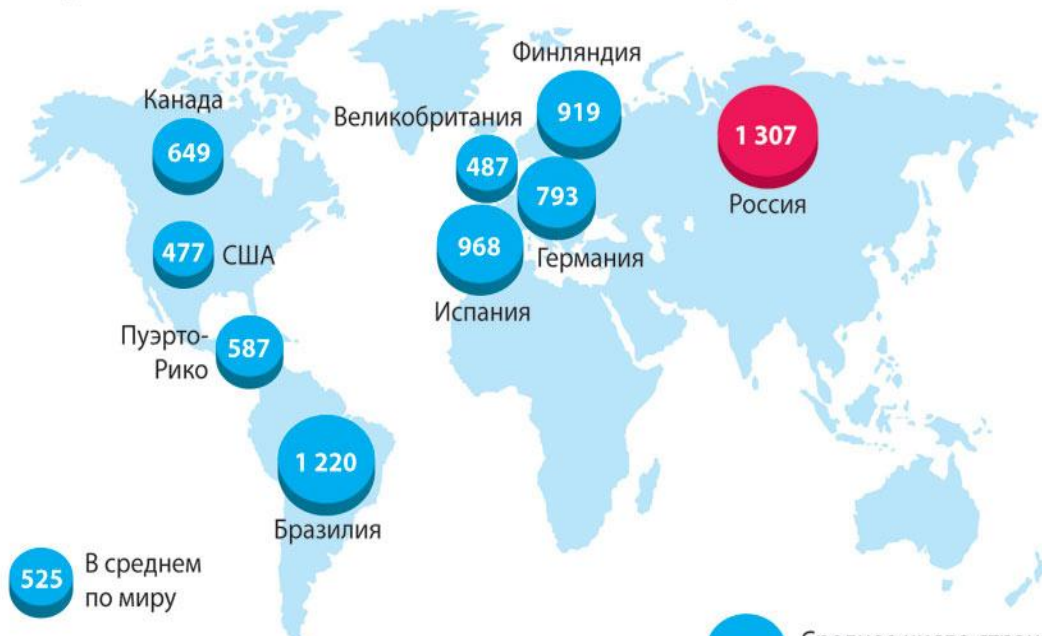 Финляндия
919
Канада
649
Великобритания
487
1 307
Россия
793
Германия
477
США
968
Испания
Пуэрто-
Рико
587
1 220
Бразилия
525
В среднем
по миру